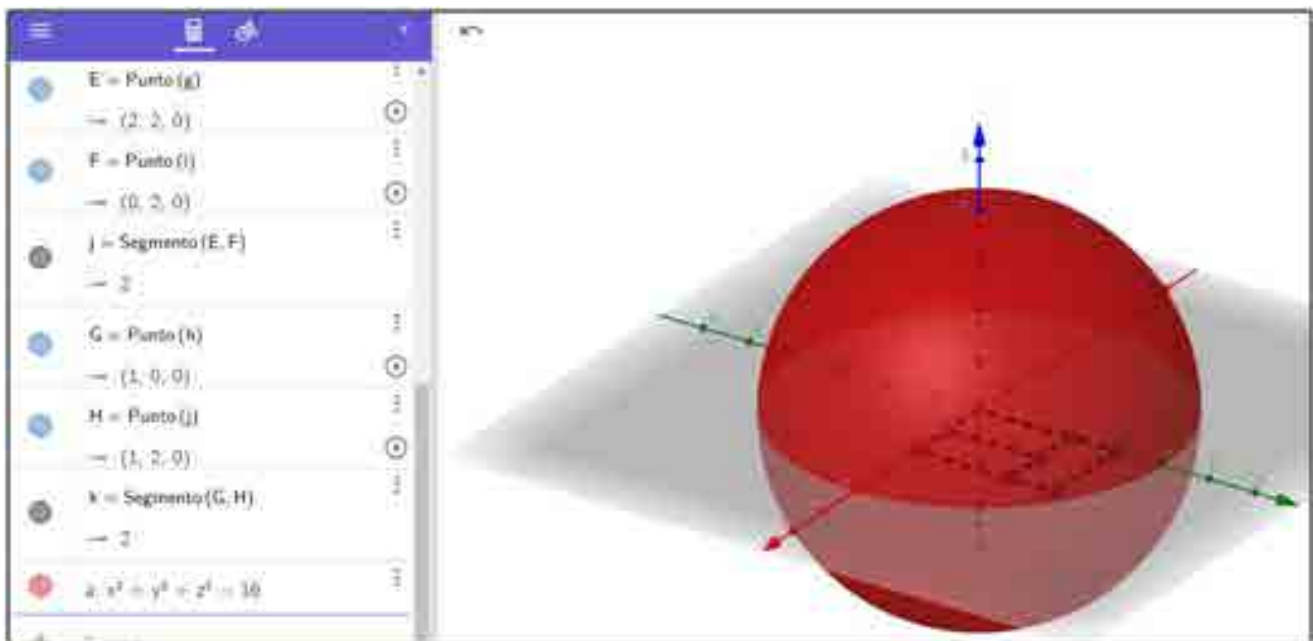 E = Punto (g)
→ (2, 2, 0)
F = Punto (i)
→ (0, 2, 0)
j = Segmento (E, F)
→ 2
G = Punto (h)
→ (1, 0, 0)
H = Punto (j)
→ (1, 2, 0)
k = Segmento (G, H)
→ 2
a: x² + y² + z² = 16